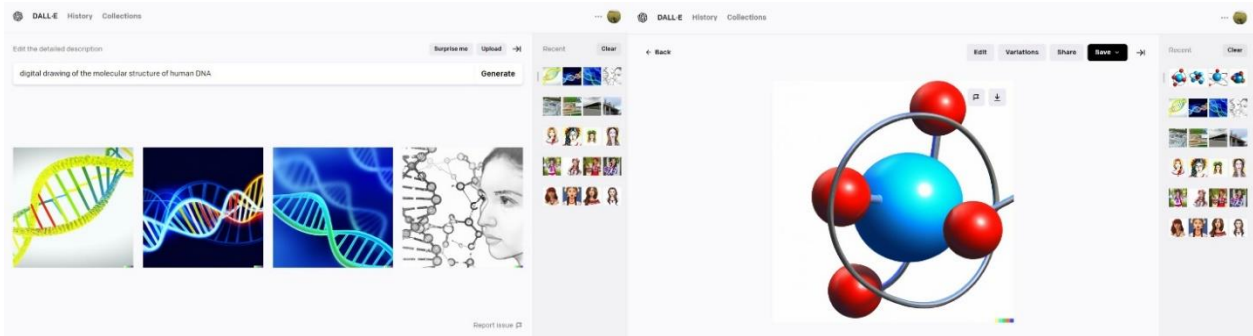 DALL·E History Collections
Edit the detailed description
Surprise me Upload
digital drawing of the molecular structure of human DNA Generate
Report issue
Recent Clear
DALL·E History Collections
← Back
Edit Variations Share Save
Recent Clear